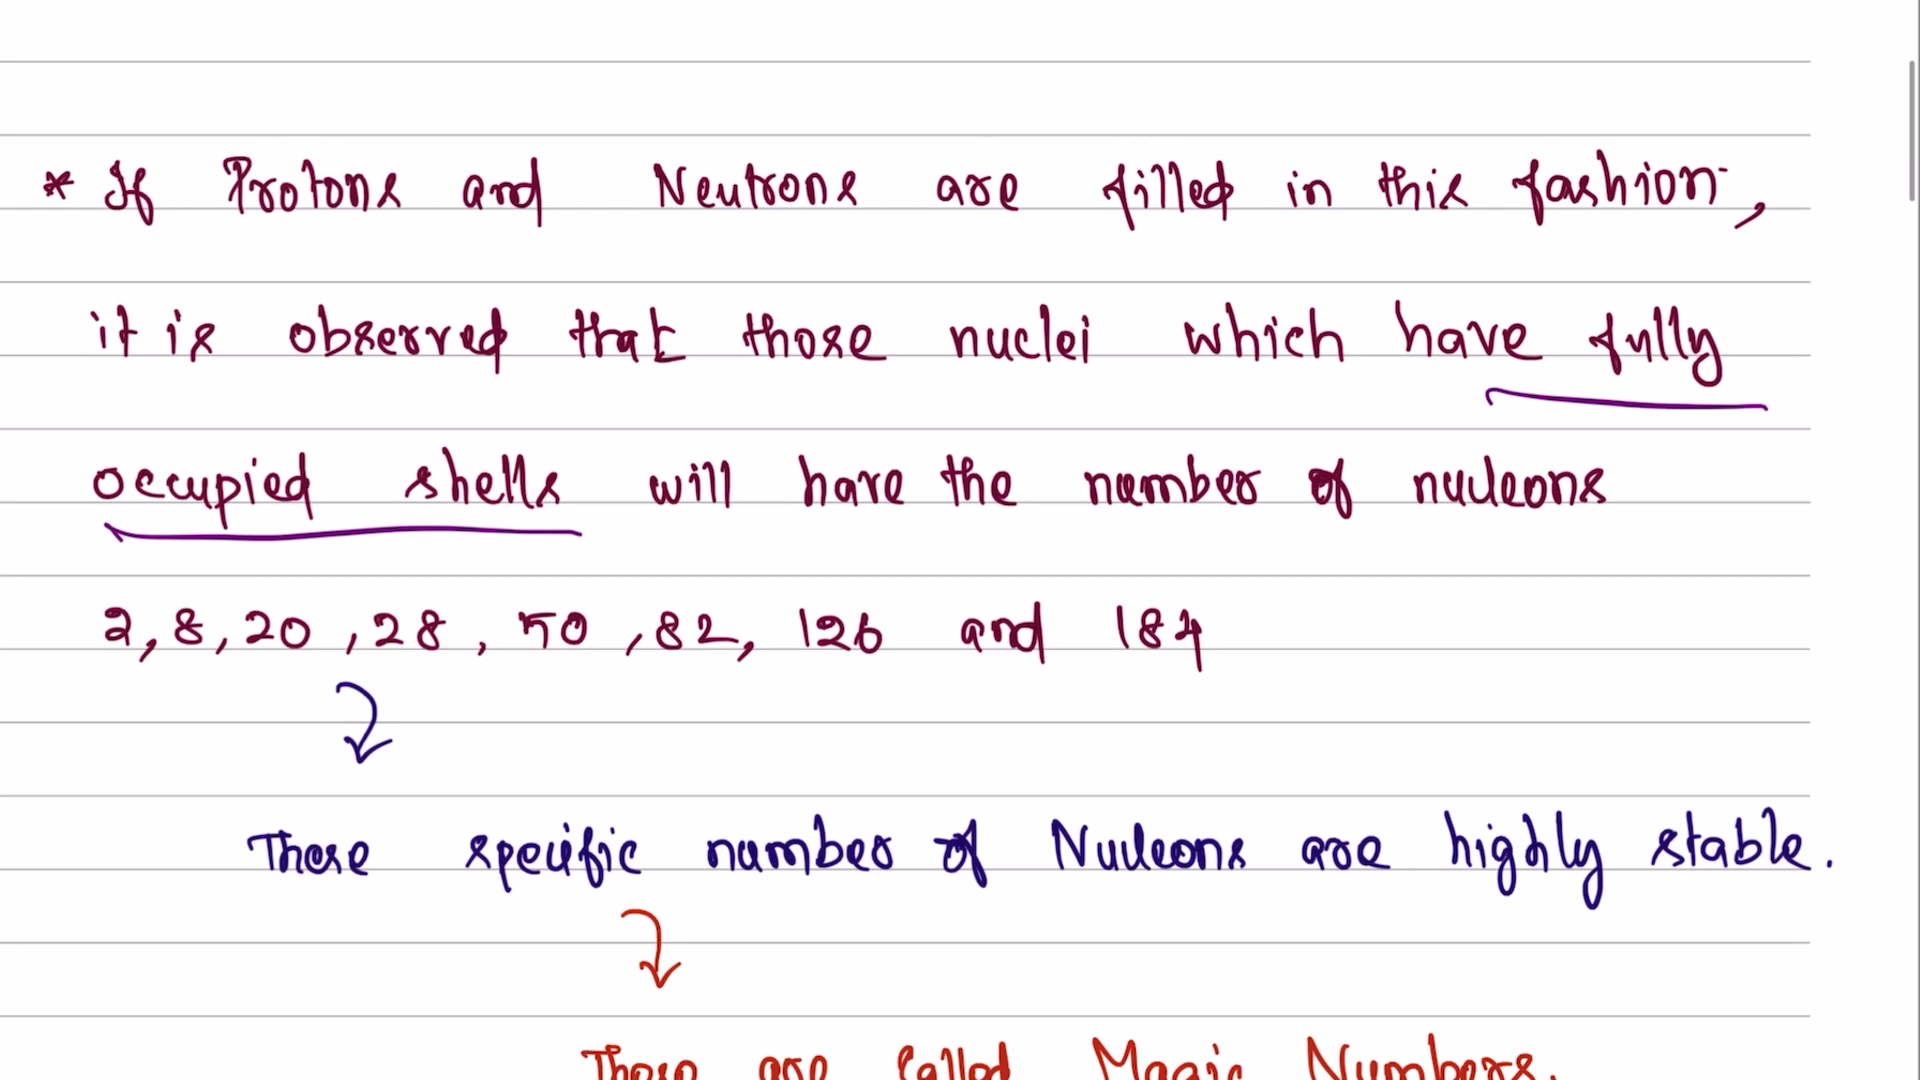 * If Protons and Neutrons are filled in this fashion,
it is observed that those nuclei which have fully
occupied shells will have the number of nucleons
2, 8, 20, 28, 50, 82, 126 and 184
These specific number of Nucleons are highly stable.
These are called Magic Numbers.